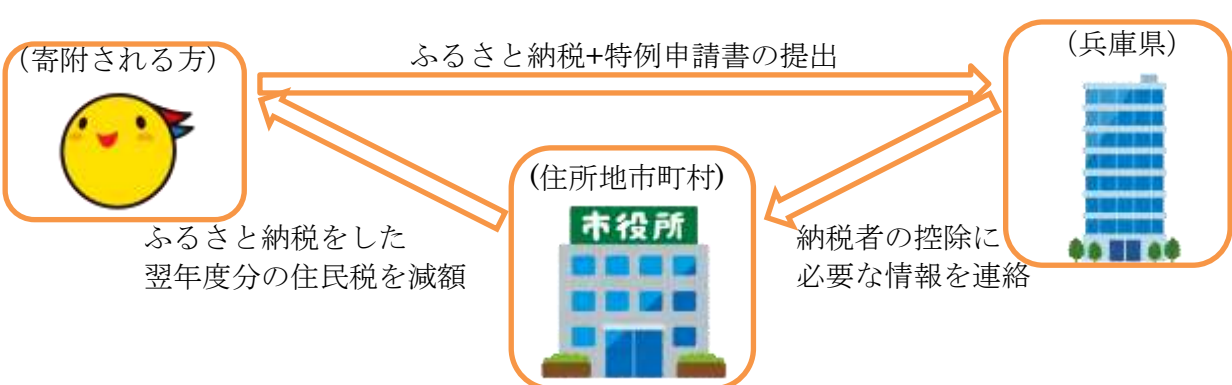 （寄附される方）
ふるさと納税+特例申請書の提出
（兵庫県）
(住所地市町村)
市役所
ふるさと納税をした
翌年度分の住民税を減額
納税者の控除に
必要な情報を連絡